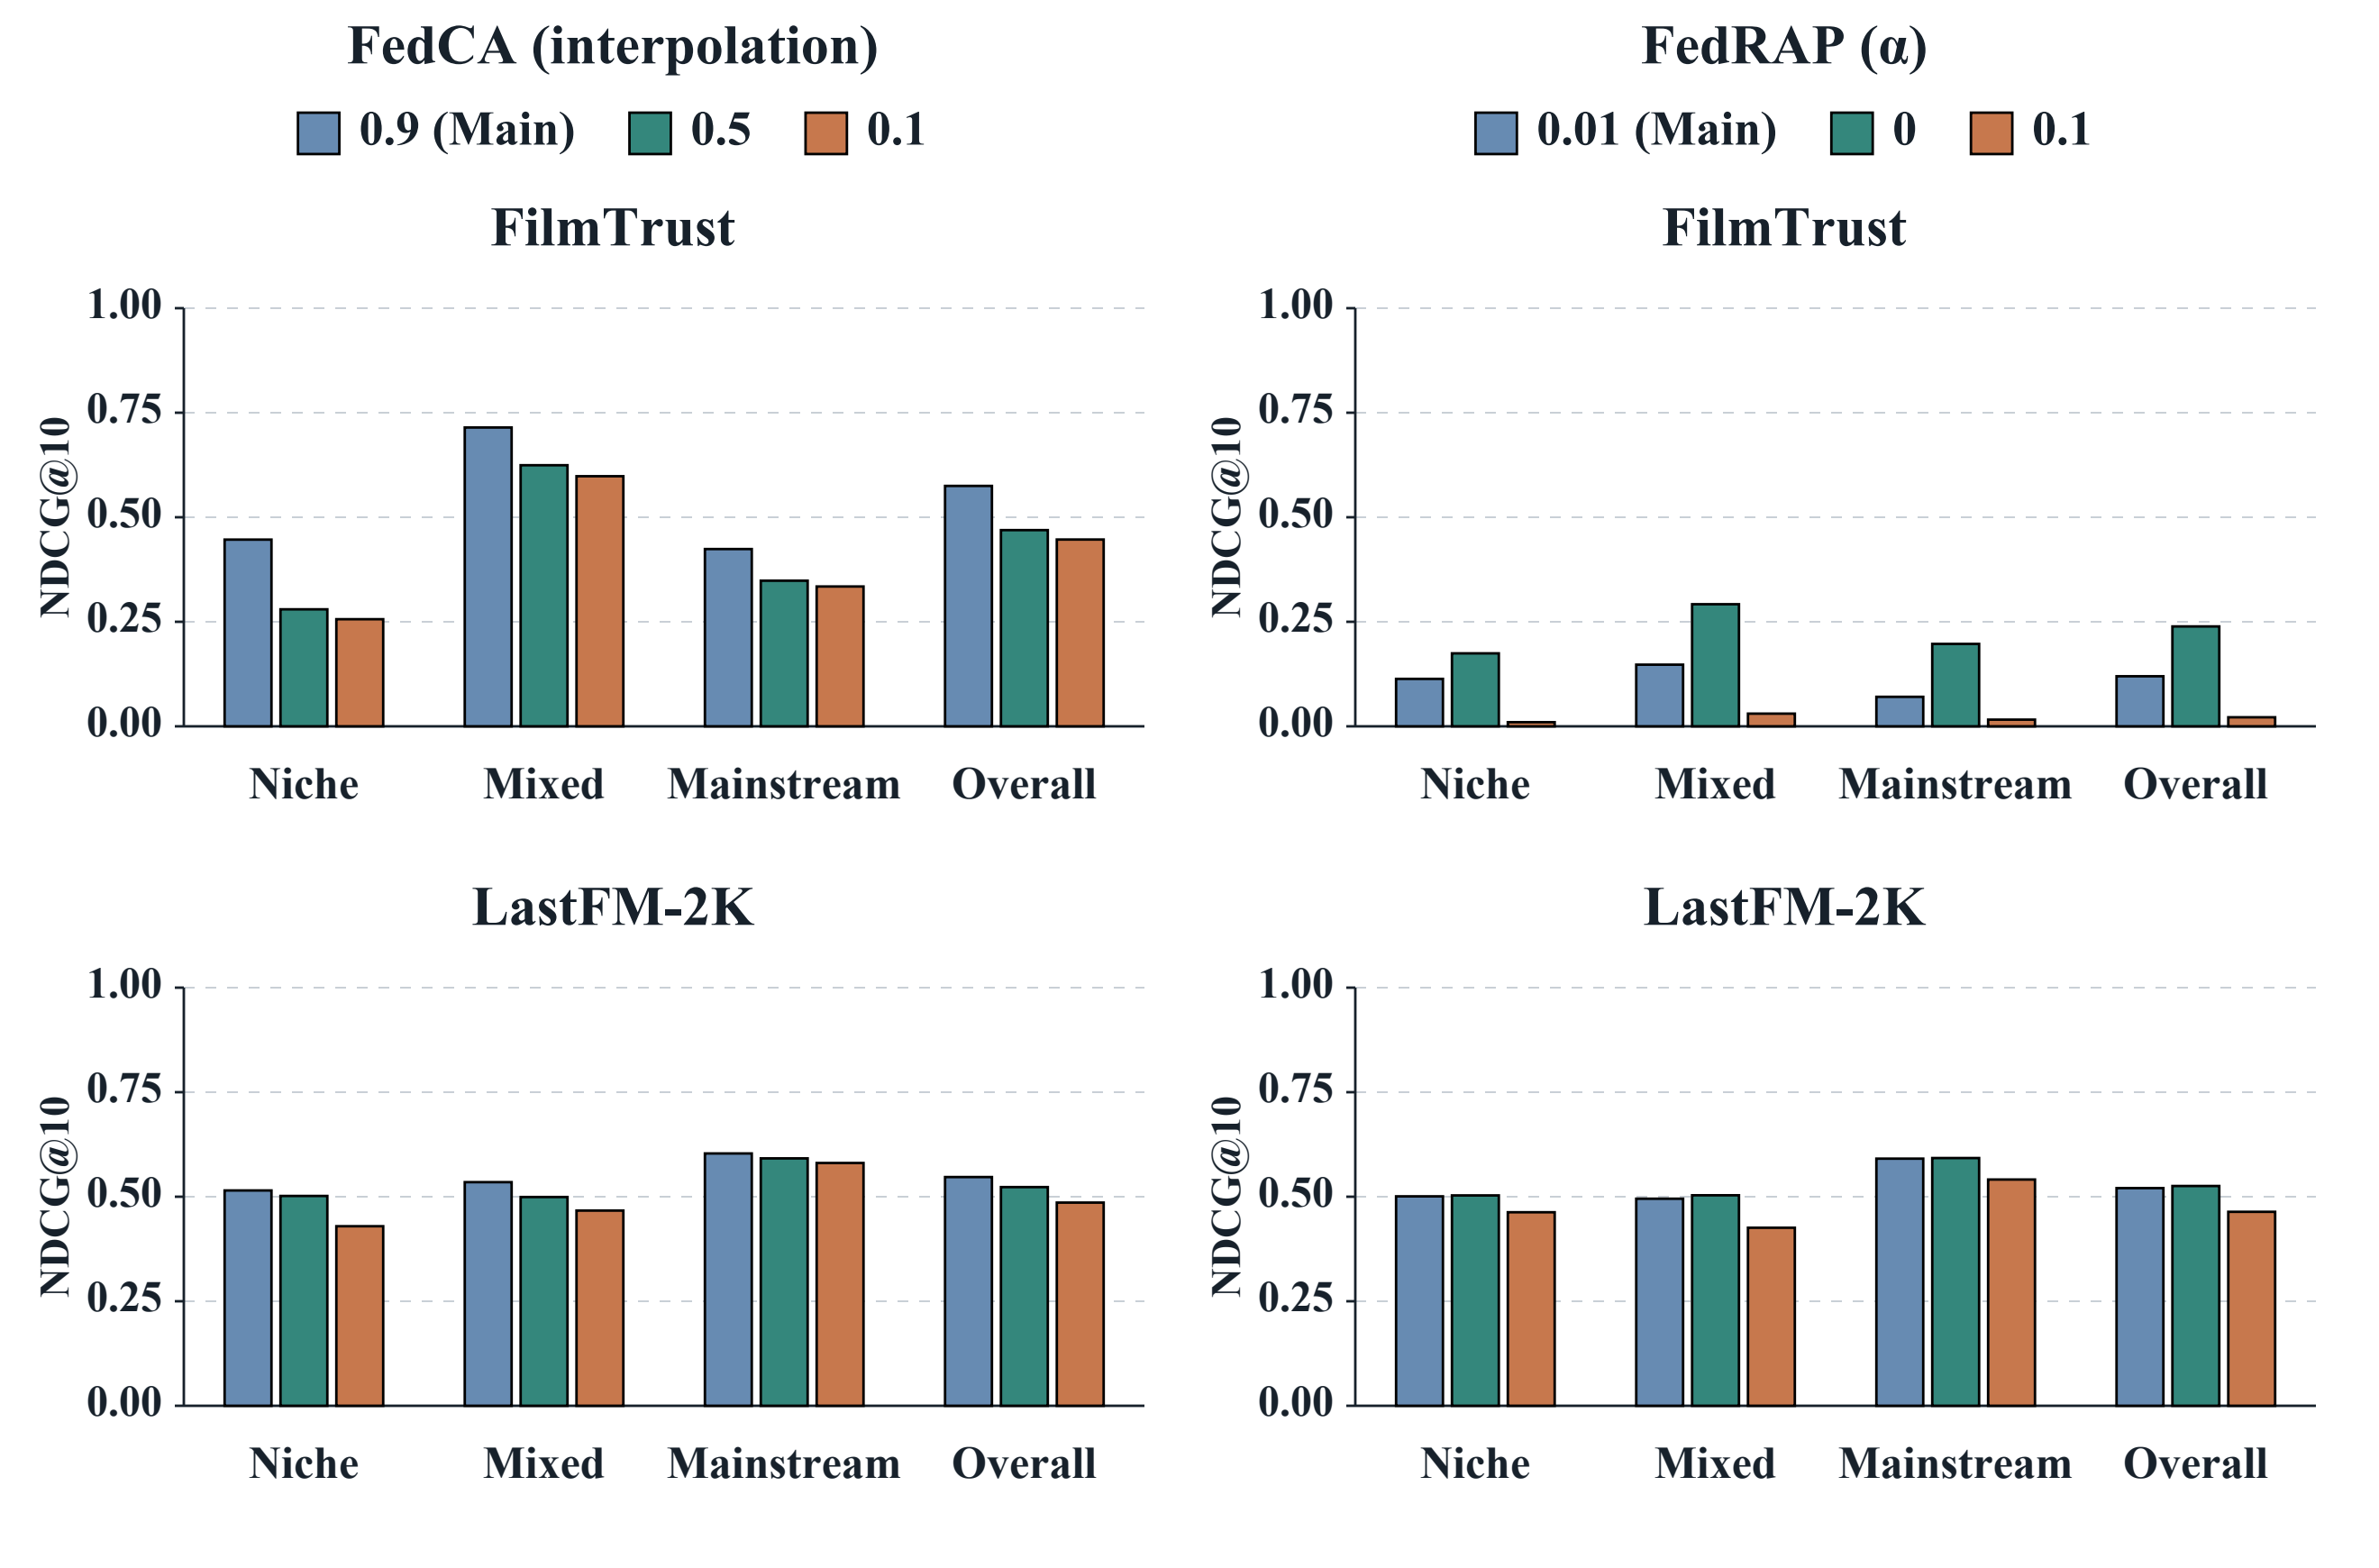 FedCA (interpolation)
0.9 (Main) 0.5 0.1
FilmTrust
NDCG@10
1.00
0.75
0.50
0.25
0.00
Niche Mixed Mainstream Overall
LastFM-2K
NDCG@10
1.00
0.75
0.50
0.25
0.00
Niche Mixed Mainstream Overall
FedRAP (α)
0.01 (Main) 0 0.1
FilmTrust
NDCG@10
1.00
0.75
0.50
0.25
0.00
Niche Mixed Mainstream Overall
LastFM-2K
NDCG@10
1.00
0.75
0.50
0.25
0.00
Niche Mixed Mainstream Overall